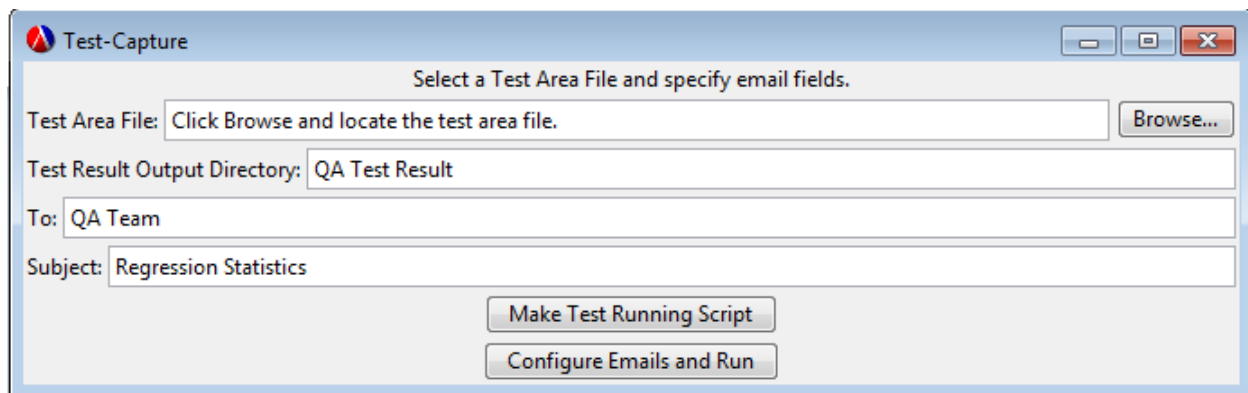 Test-Capture
Select a Test Area File and specify email fields.
Test Area File: Click Browse and locate the test area file. Browse...
Test Result Output Directory: QA Test Result
To: QA Team
Subject: Regression Statistics
Make Test Running Script
Configure Emails and Run